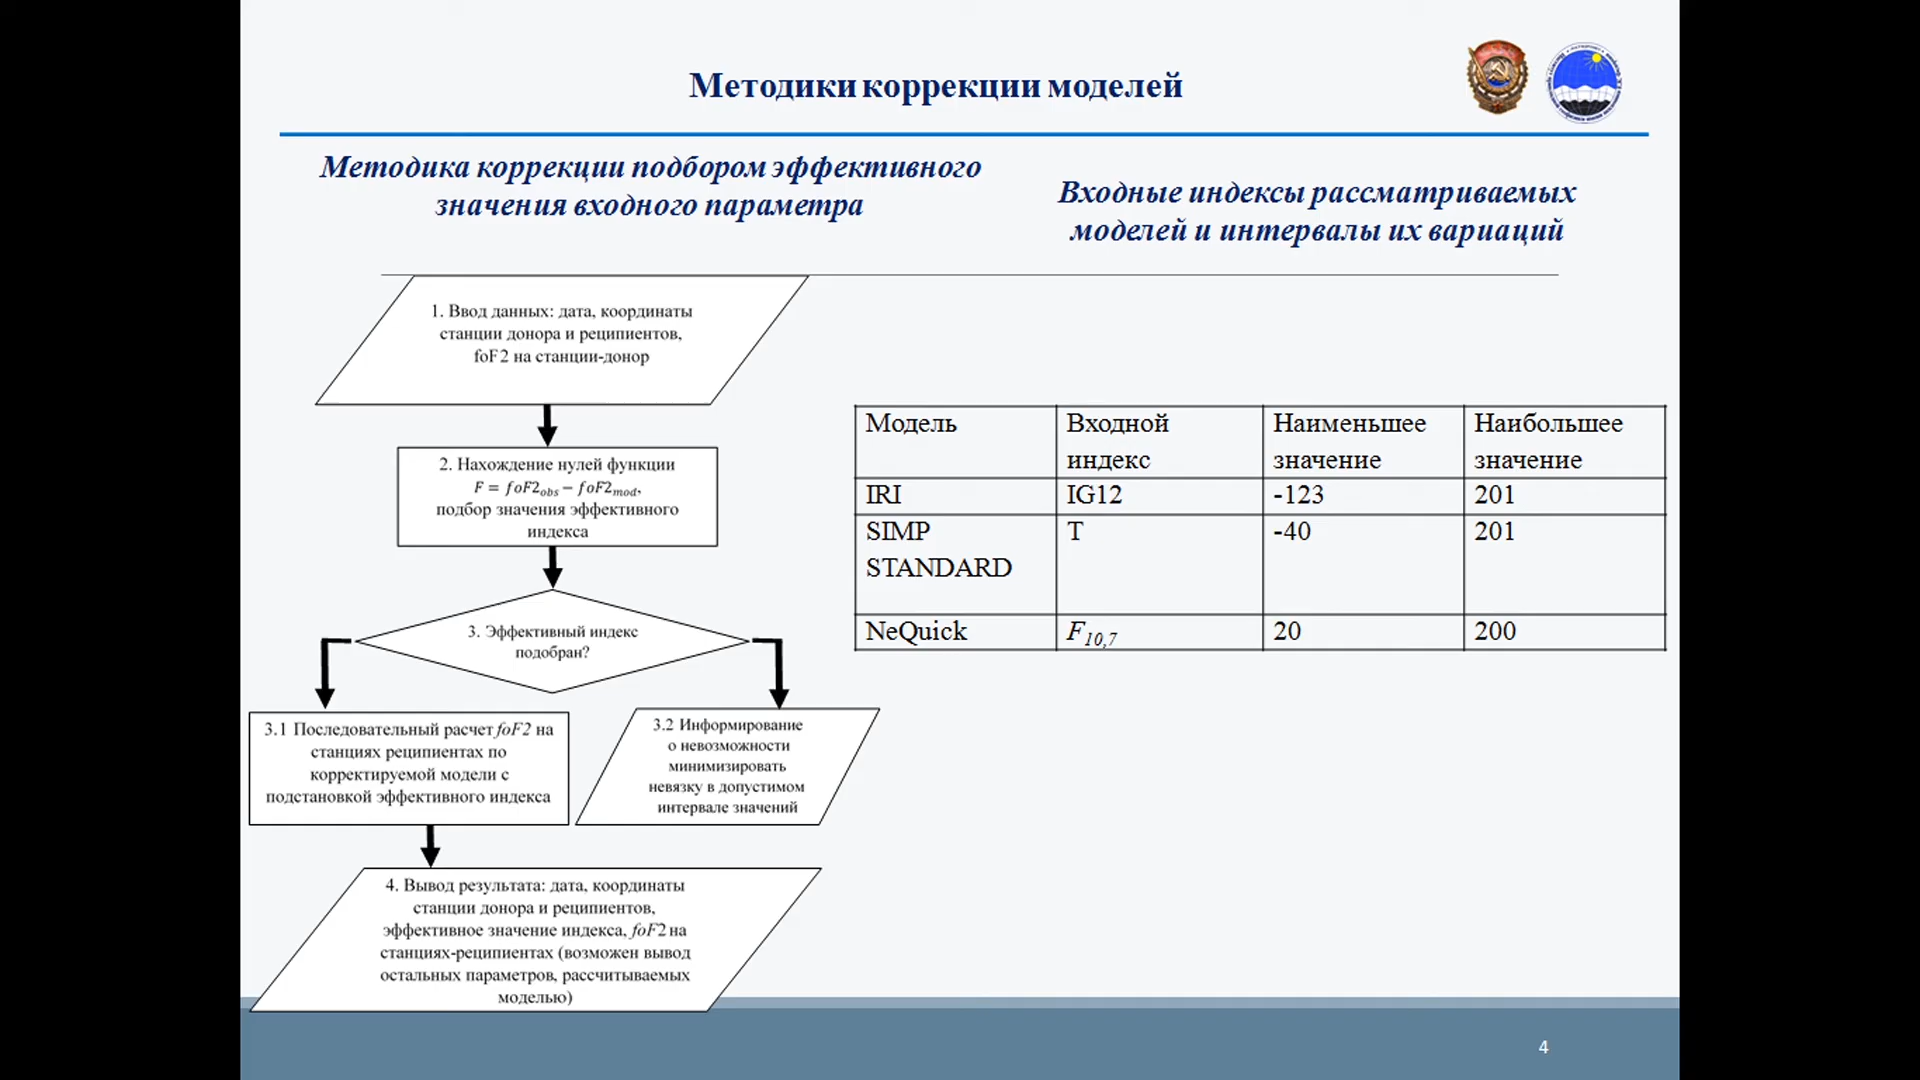 Методики коррекции моделей
Методика коррекции подбором эффективного
значения входного параметра
Входные индексы рассматриваемых
моделей и интервалы их вариаций
1. Ввод данных: дата, координаты
станции донора и реципиентов,
foF2 на станции-донор
2. Нахождение нулей функции
F = foF2obs − foF2mod,
подбор значения эффективного
индекса
3. Эффективный индекс
подобран?
3.1 Последовательный расчет foF2 на
станциях реципиентах по
корректируемой модели с
подстановкой эффективного индекса
3.2 Информирование
о невозможности
минимизировать
невязку в допустимом
интервале значений
4. Вывод результата: дата, координаты
станции донора и реципиентов,
эффективное значение индекса, foF2 на
станциях-реципиентах (возможен вывод
остальных параметров, рассчитываемых
моделью)
Модель Входной индекс Наименьшее значение Наибольшее значение
IRI IG12 -123 201
SIMP STANDARD T -40 201
NeQuick F10,7 20 200
4